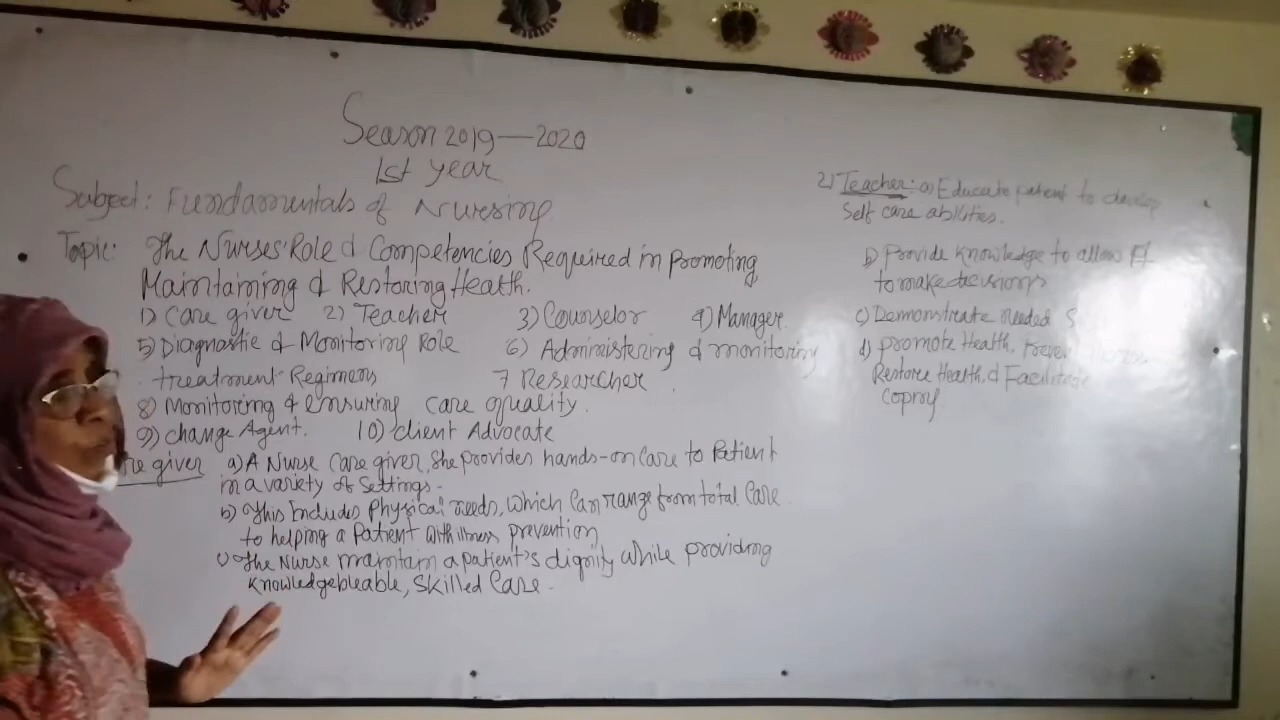 Season 2019—2020
1st year
Subject: Fundamentals of Nursing
Topic: The Nurses' Role & Competencies Required in promoting,
Maintaining & Restoring Health.
1) Care giver 2) Teacher 3) Counselor 4) Manager
5) Diagnostic & Monitoring Role 6) Administering & monitoring
treatment Regimens 7 Researcher
8) Monitoring & ensuring care quality.
9) Change Agent. 10) Client Advocate
re giver a) A Nurse Care giver, She provides hands-on Care to Patient
in a variety of Settings-
b) This Includes Physical needs, which Can range from total Care
to helping a Patient with illness prevention
c) The Nurse maintain a patient's dignity while providing
Knowledgebleable, Skilled Care-
2) Teacher: a) Educate patient to develop
Self care abilities.
b) Provide Knowledge to allow Pt
to make decisions
c) Demonstrate needed S
d) promote Health, Preven
Restore Health, & Facilitate
coping